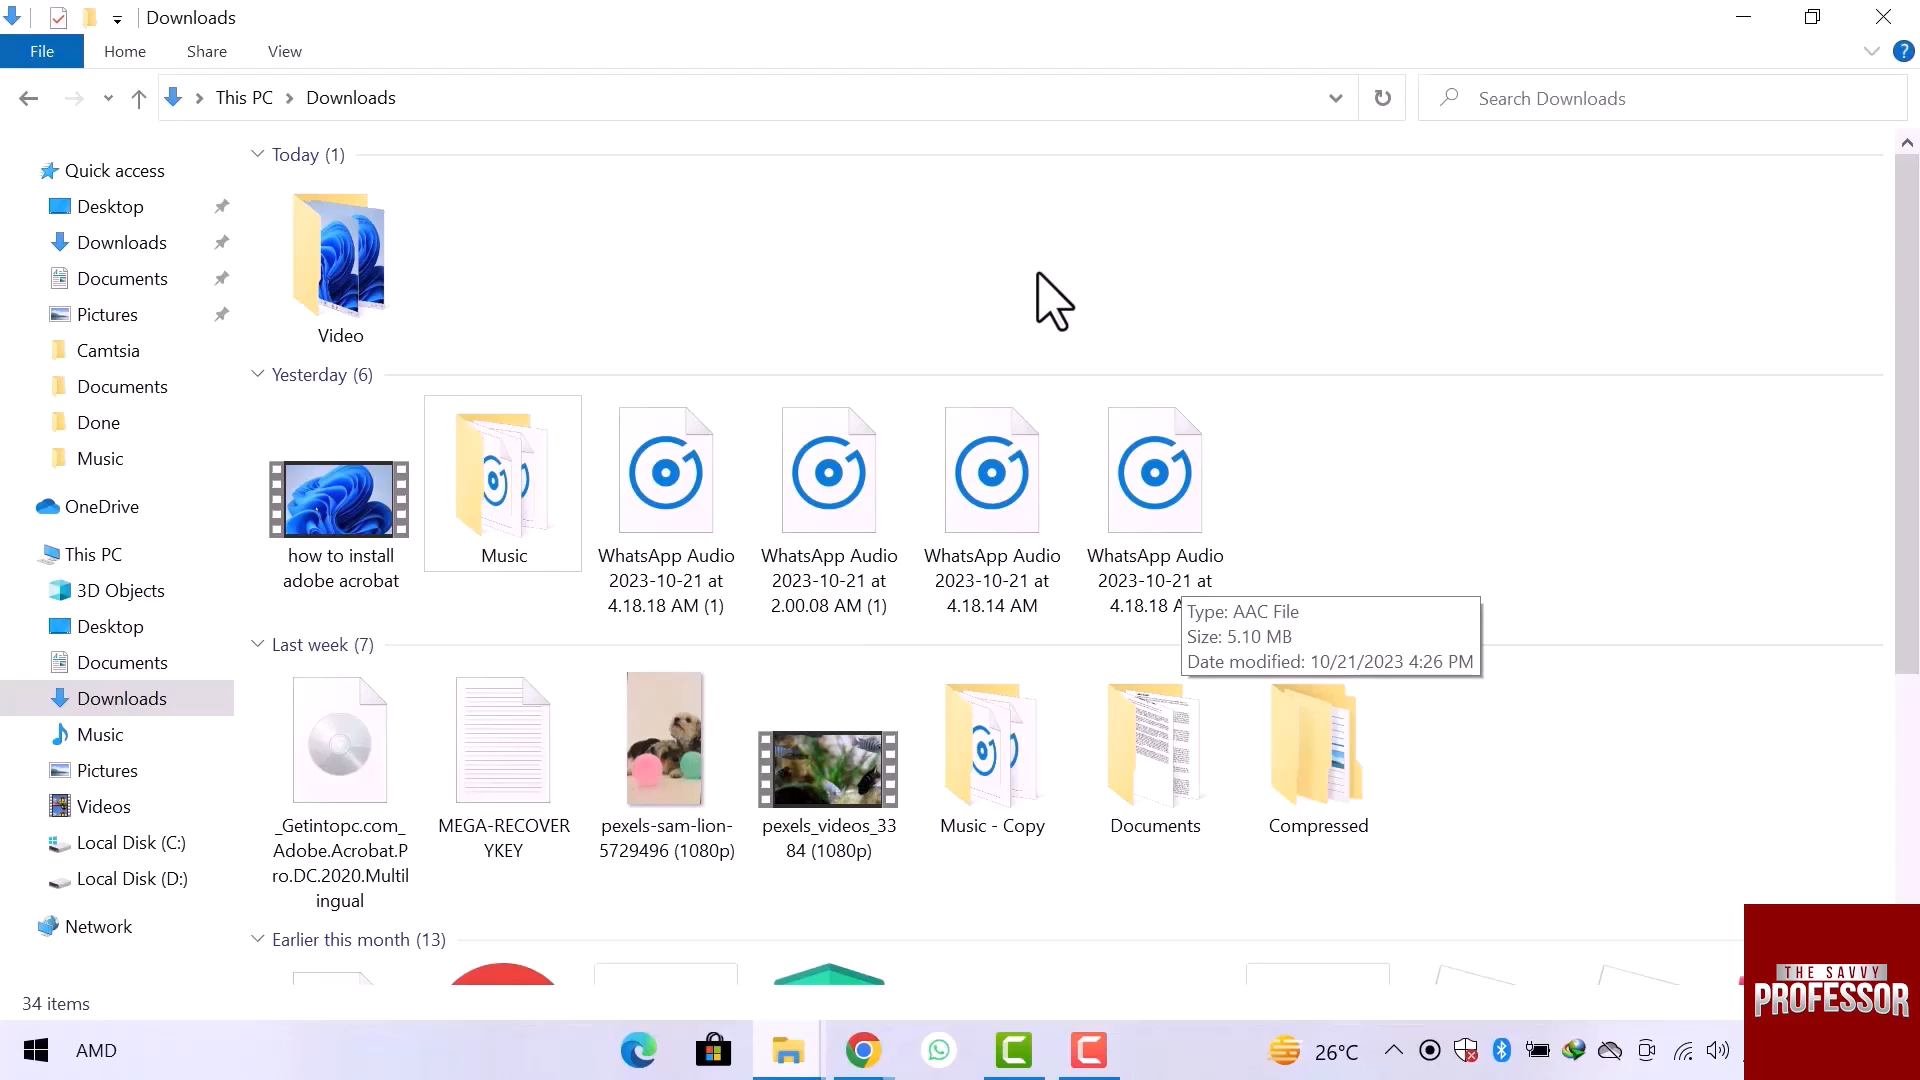 Downloads
File
Home
Share
View
?
This PC
Downloads
Search Downloads
Quick access
Desktop
Downloads
Documents
Pictures
Camtsia
Documents
Done
Music
OneDrive
This PC
3D Objects
Desktop
Documents
Downloads
Music
Pictures
Videos
Local Disk (C:)
Local Disk (D:)
Network
Today (1)
Video
Yesterday (6)
how to install
adobe acrobat
Music
WhatsApp Audio
2023-10-21 at
4.18.18 AM (1)
WhatsApp Audio
2023-10-21 at
2.00.08 AM (1)
WhatsApp Audio
2023-10-21 at
4.18.14 AM
WhatsApp Audio
2023-10-21 at
4.18.18
Type: AAC File
Size: 5.10 MB
Date modified: 10/21/2023 4:26 PM
Last week (7)
_Getintopc.com_
Adobe.Acrobat.P
ro.DC.2020.Multil
ingual
MEGA-RECOVER
YKEY
pexels-sam-lion-
5729496 (1080p)
pexels_videos_33
84 (1080p)
Music - Copy
Documents
Compressed
Earlier this month (13)
34 items
AMD
26°C
THE SAVVY
PROFESSOR